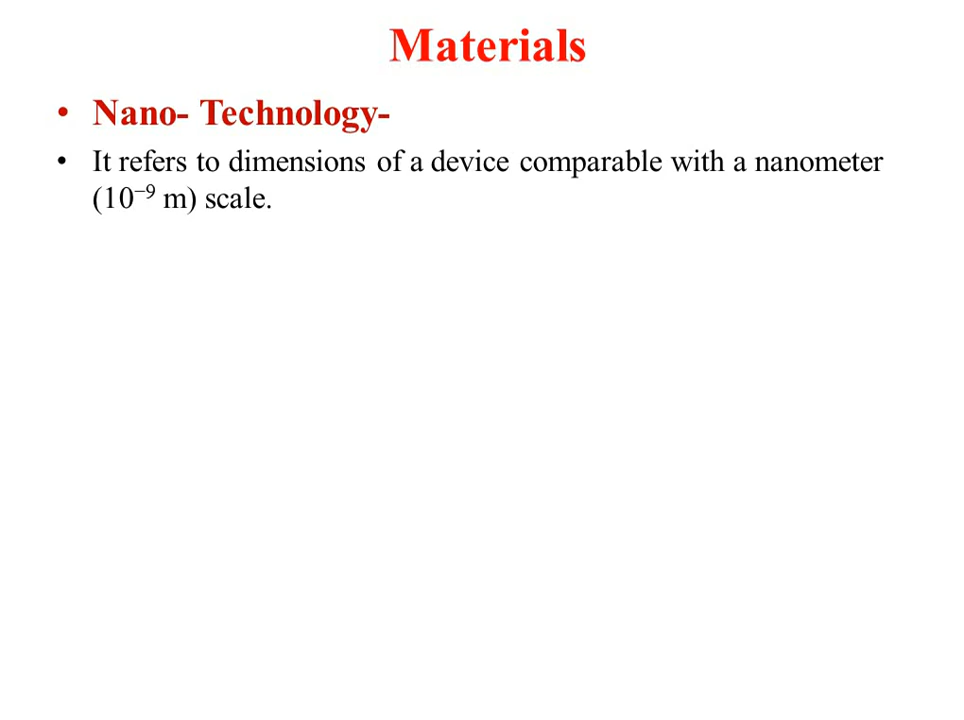 Materials
• Nano- Technology-
• It refers to dimensions of a device comparable with a nanometer
(10⁻⁹ m) scale.